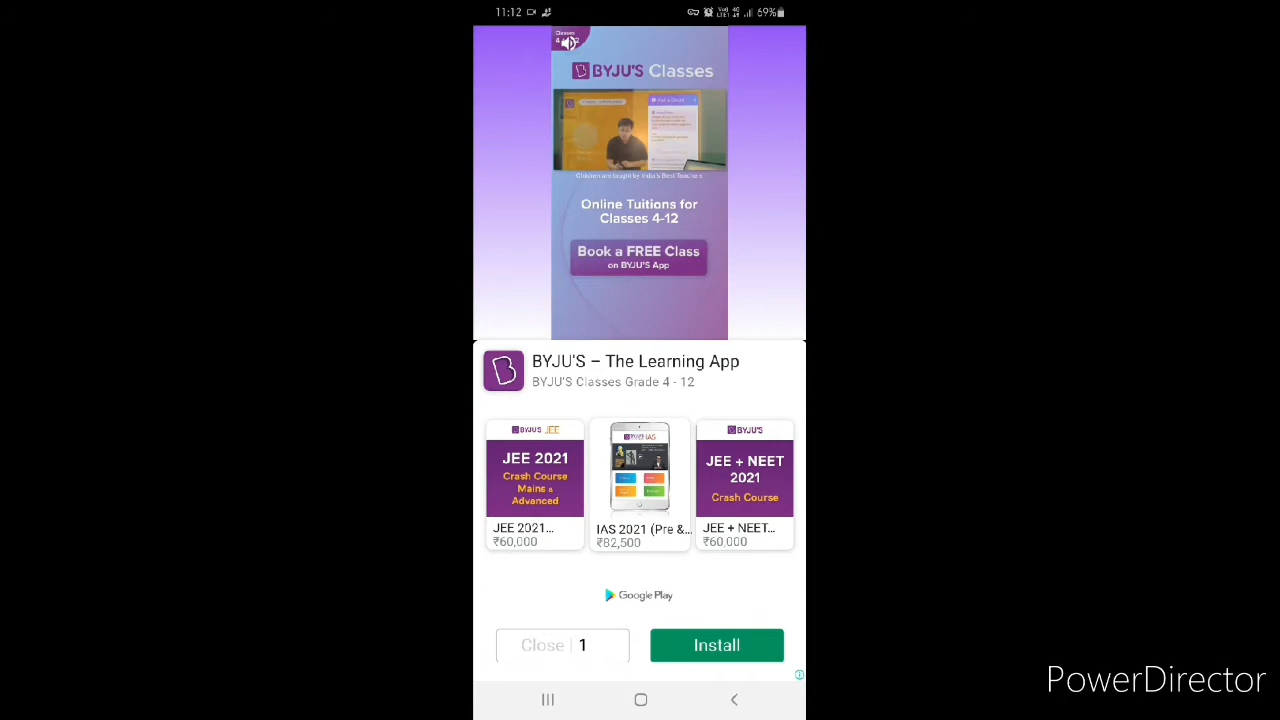 11:12
69%
Classes
BYJU'S Classes
Children are taught by India's Best Teachers
Online Tuitions for
Classes 4-12
Book a FREE Class
on BYJU'S App
BYJU'S – The Learning App
BYJU'S Classes Grade 4 - 12
BYJU'S JEE
JEE 2021
Crash Course
Mains &
Advanced
JEE 2021...
₹60,000
BYJU'S IAS
IAS 2021 (Pre &...
₹82,500
BYJU'S
JEE + NEET
2021
Crash Course
JEE + NEET...
₹60,000
Google Play
Close | 1
Install
PowerDirector